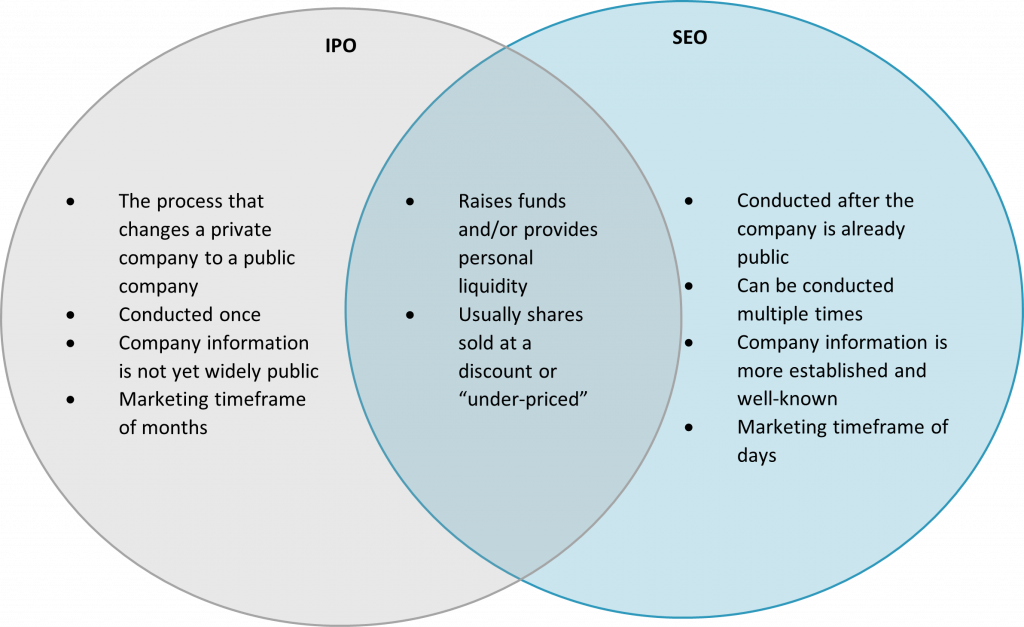 IPO
SEO
• The process that
changes a private
company to a public
company
• Conducted once
• Company information
is not yet widely public
• Marketing timeframe
of months
• Raises funds
and/or provides
personal
liquidity
• Usually shares
sold at a
discount or
“under-priced”
• Conducted after the
company is already
public
• Can be conducted
multiple times
• Company information is
more established and
well-known
• Marketing timeframe of
days